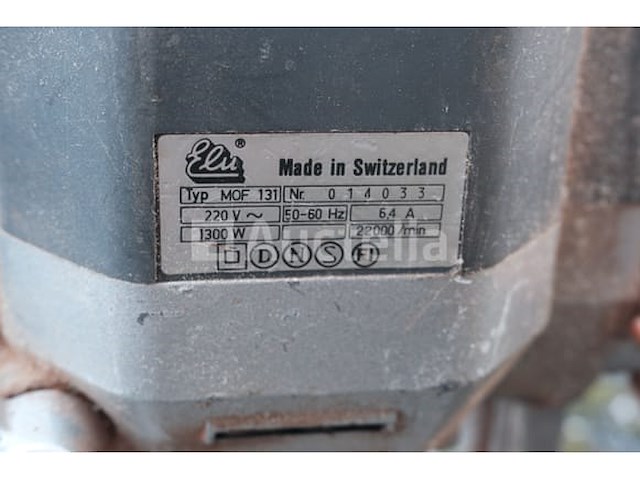 Elu®
Made in Switzerland
Typ MOF 131 Nr. 014033
220 V ~ 50-60 Hz 6,4 A
1300 W 22000/min
D N S FI
Auctelia